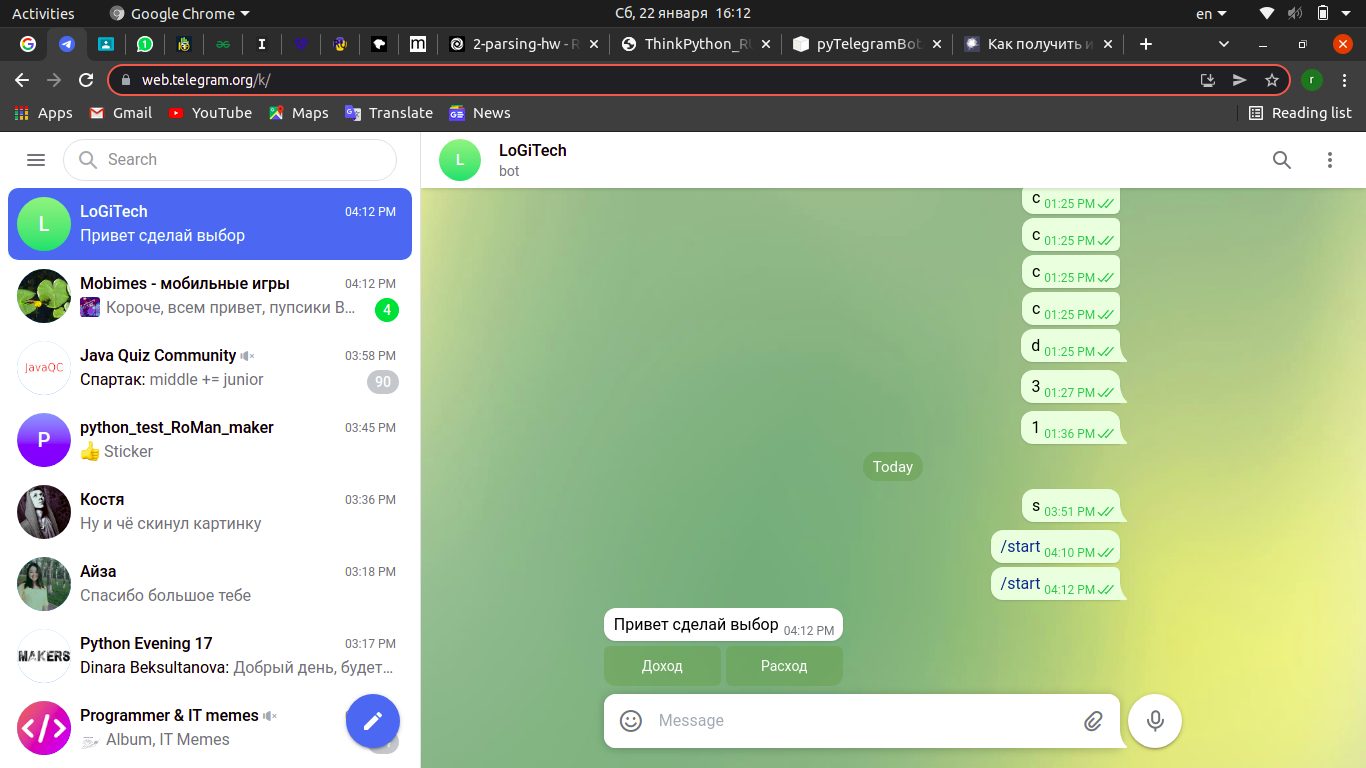 Activities
Google Chrome
Сб, 22 января 16:12
en
2-parsing-hw - R
ThinkPython_RU
pyTelegramBot
Как получить и
web.telegram.org/k/
r
Apps
Gmail
YouTube
Maps
Translate
News
Reading list
Search
L
LoGiTech
04:12 PM
Привет сделай выбор
Mobimes - мобильные игры
04:12 PM
Короче, всем привет, пупсики В...
4
JavaQC
Java Quiz Community
03:58 PM
Спартак: middle += junior
90
P
python_test_RoMan_maker
03:45 PM
Sticker
Костя
03:36 PM
Ну и чё скинул картинку
Айза
03:18 PM
Спасибо большое тебе
MAKERS
Python Evening 17
03:17 PM
Dinara Beksultanova: Добрый день, будет...
Programmer & IT memes
Album, IT Memes
L
LoGiTech
bot
c 01:25 PM
c 01:25 PM
c 01:25 PM
c 01:25 PM
d 01:25 PM
3 01:27 PM
1 01:36 PM
Today
s 03:51 PM
/start 04:10 PM
/start 04:12 PM
Привет сделай выбор 04:12 PM
Доход
Расход
Message